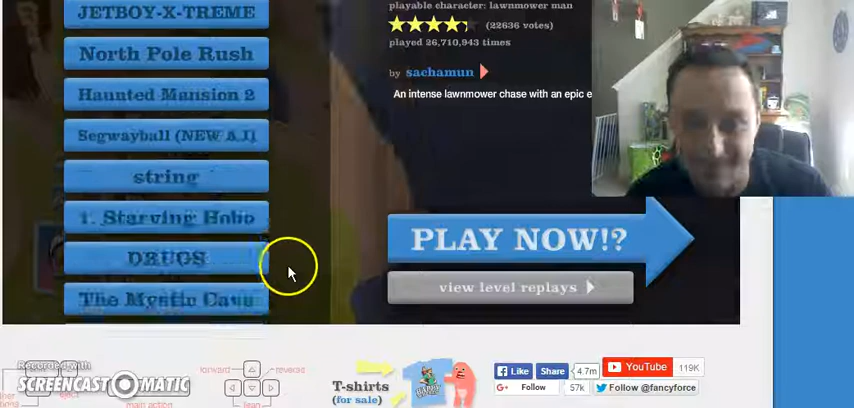 JETBOY-X-TREME
North Pole Rush
Haunted Mansion 2
Segwayball (NEW A.I)
string
1. Starving Hobo
DRUGS
The Mystic Cave
playable character: lawnmower man
(22636 votes)
played 26,710,943 times
by sachamun
An intense lawnmower chase with an epic e
PLAY NOW!?
view level replays
Recorded with
SCREENCAST MATIC
forward
reverse
lean
main action
eject
T-shirts
(for sale)
Like
Share
4.7m
YouTube
119K
G+ Follow
57k
Follow @fancyforce